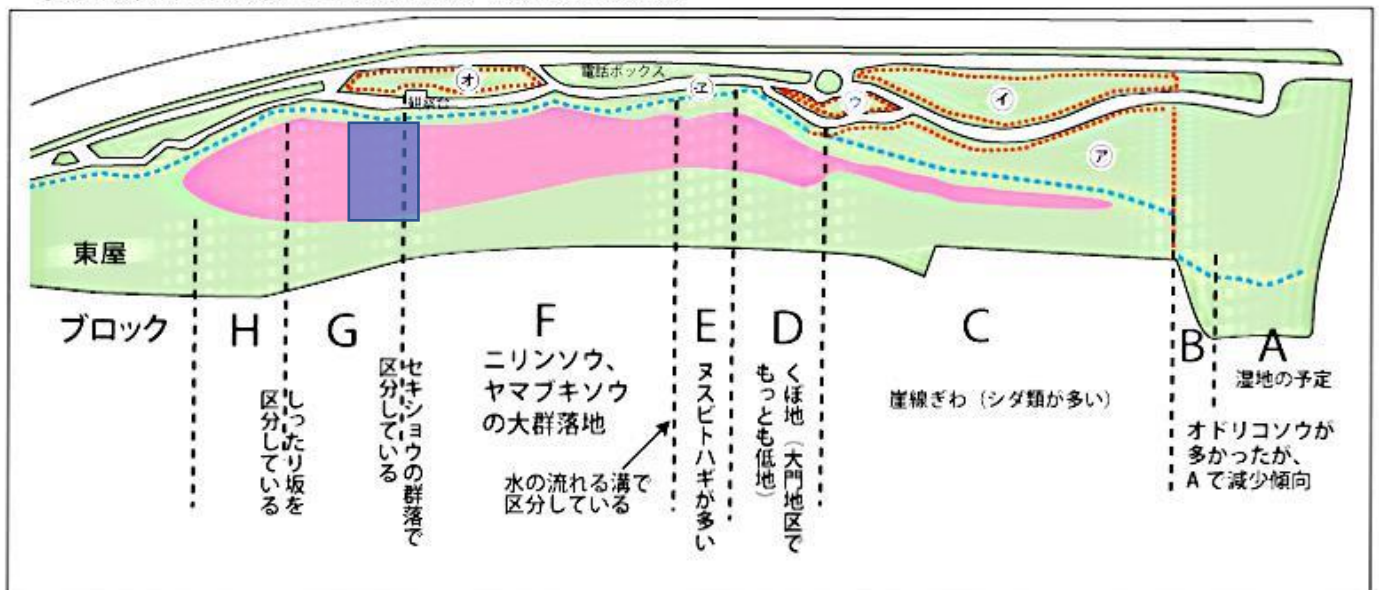 オ
電話ボックス
ヱ
ウ
イ
ア
東屋
ブロック
H
G
F
E
D
C
B
A
しったり坂を
区分している
セキショウの群落で
区分している
ニリンソウ、
ヤマブキソウ
の大群落地
水の流れる溝で
区分している
ヌスビトハギが多い
くぼ地（大門地区で
もっとも低地）
崖線ぎわ（シダ類が多い）
湿地の予定
オドリコソウが
多かったが、
Aで減少傾向